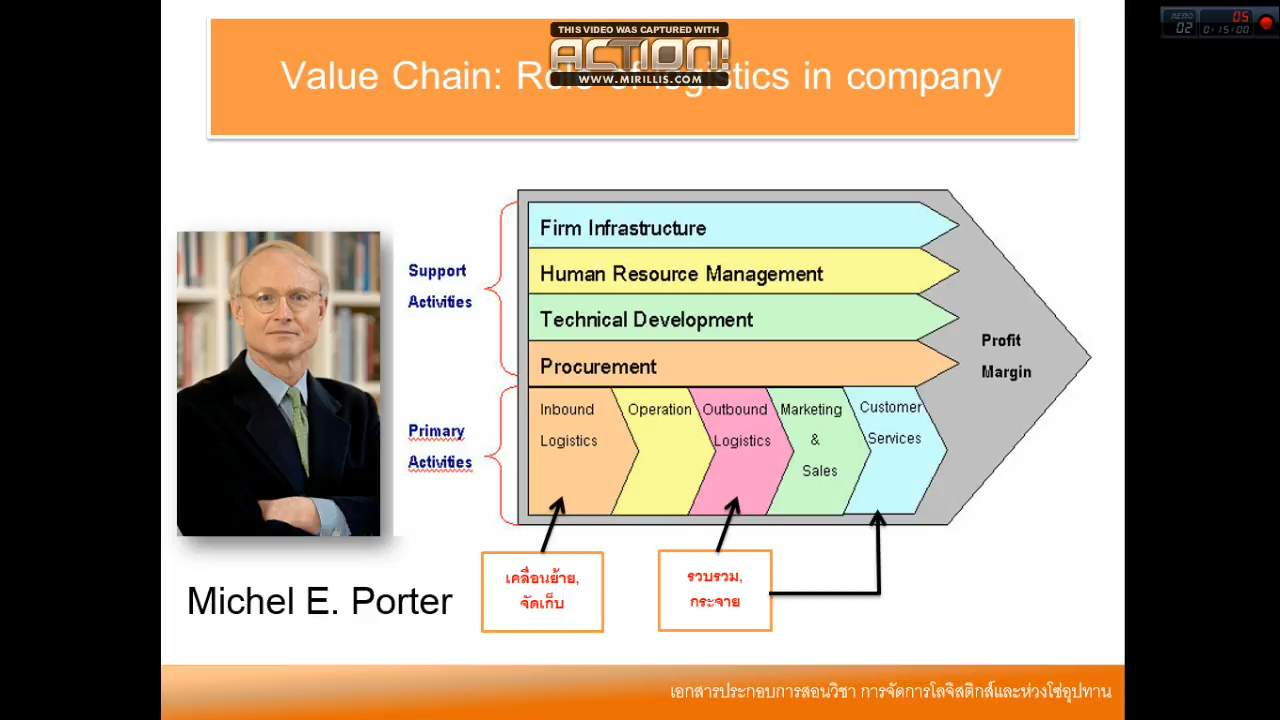 THIS VIDEO WAS CAPTURED WITH
ACTION!
WWW.MIRILLIS.COM
Value Chain: Role of logistics in company
AERO
02
05
0:15:00
Firm Infrastructure
Human Resource Management
Technical Development
Procurement
Support
Activities
Profit
Margin
Primary
Activities
Inbound
Logistics
Operation
Outbound
Logistics
Marketing
&
Sales
Customer
Services
เคลื่อนย้าย,
จัดเก็บ
รวบรวม,
กระจาย
Michel E. Porter
เอกสารประกอบการสอนวิชา การจัดการโลจิสติกส์และห่วงโซ่อุปทาน